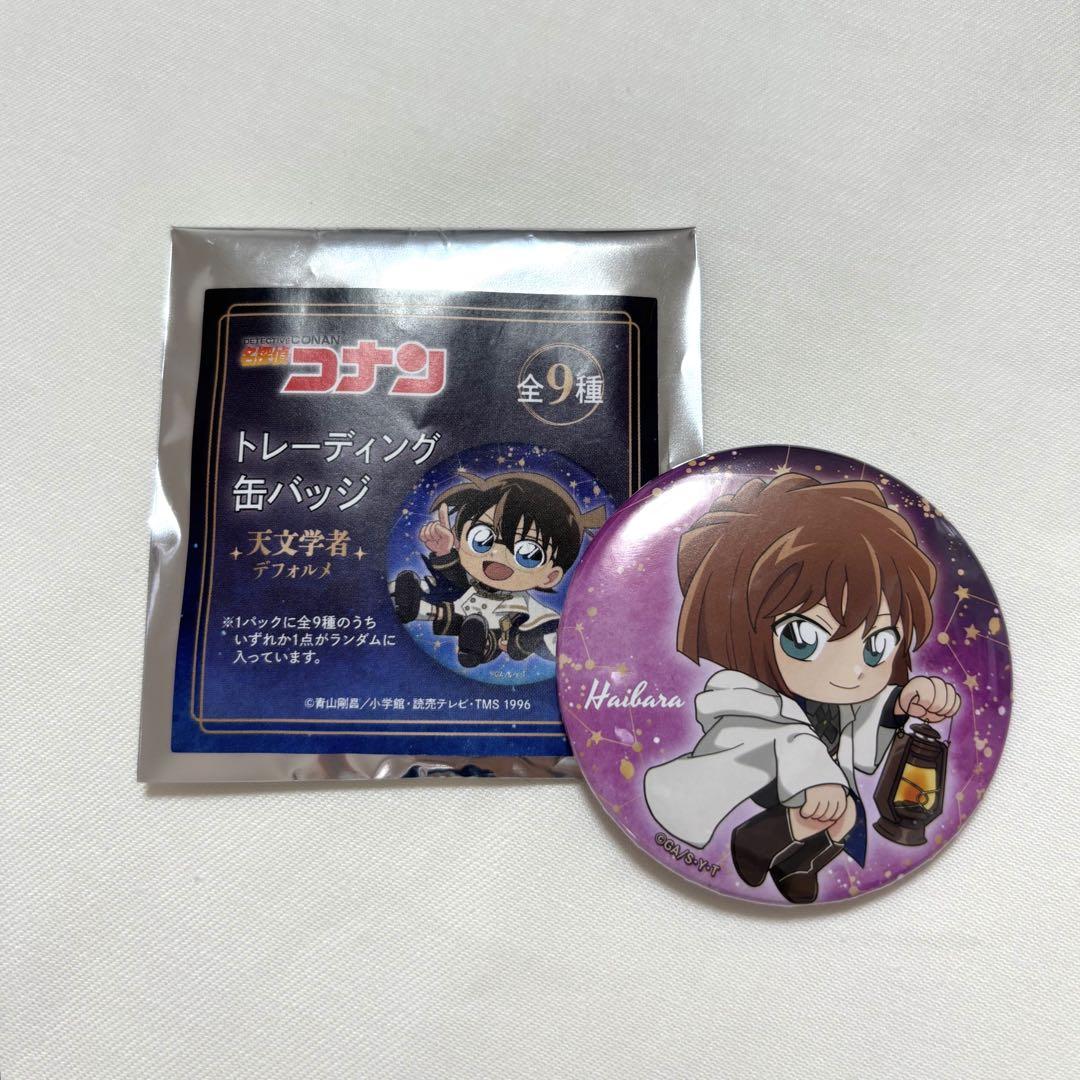 DETECTIVE CONAN
名探偵
コナン
全9種
トレーディング
缶バッジ
天文学者
デフォルメ
※1パックに全9種のうち
いずれか1点がランダムに
入っています。
©GA/S・Y・T
©青山剛昌/小学館・読売テレビ・TMS 1996
Haibara
©GA/S・Y・T